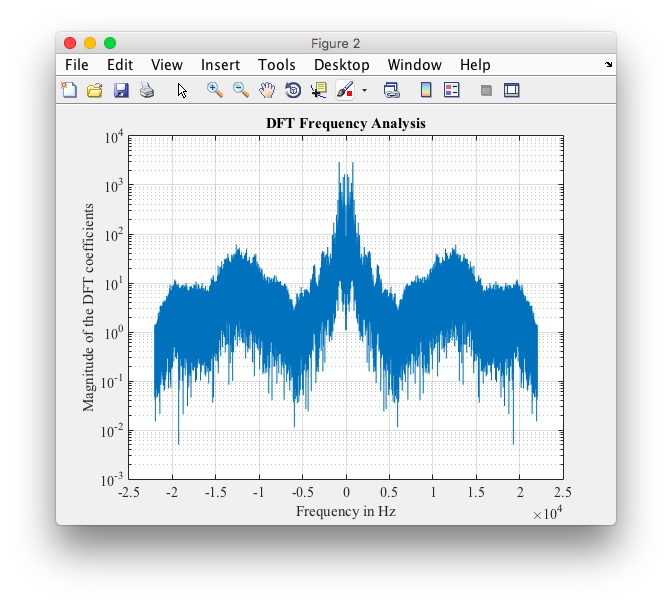 Figure 2
File Edit View Insert Tools Desktop Window Help
DFT Frequency Analysis
Magnitude of the DFT coefficients
10^4
10^3
10^2
10^1
10^0
10^-1
10^-2
10^-3
-2.5 -2 -1.5 -1 -0.5 0 0.5 1 1.5 2 2.5
Frequency in Hz
×10^4